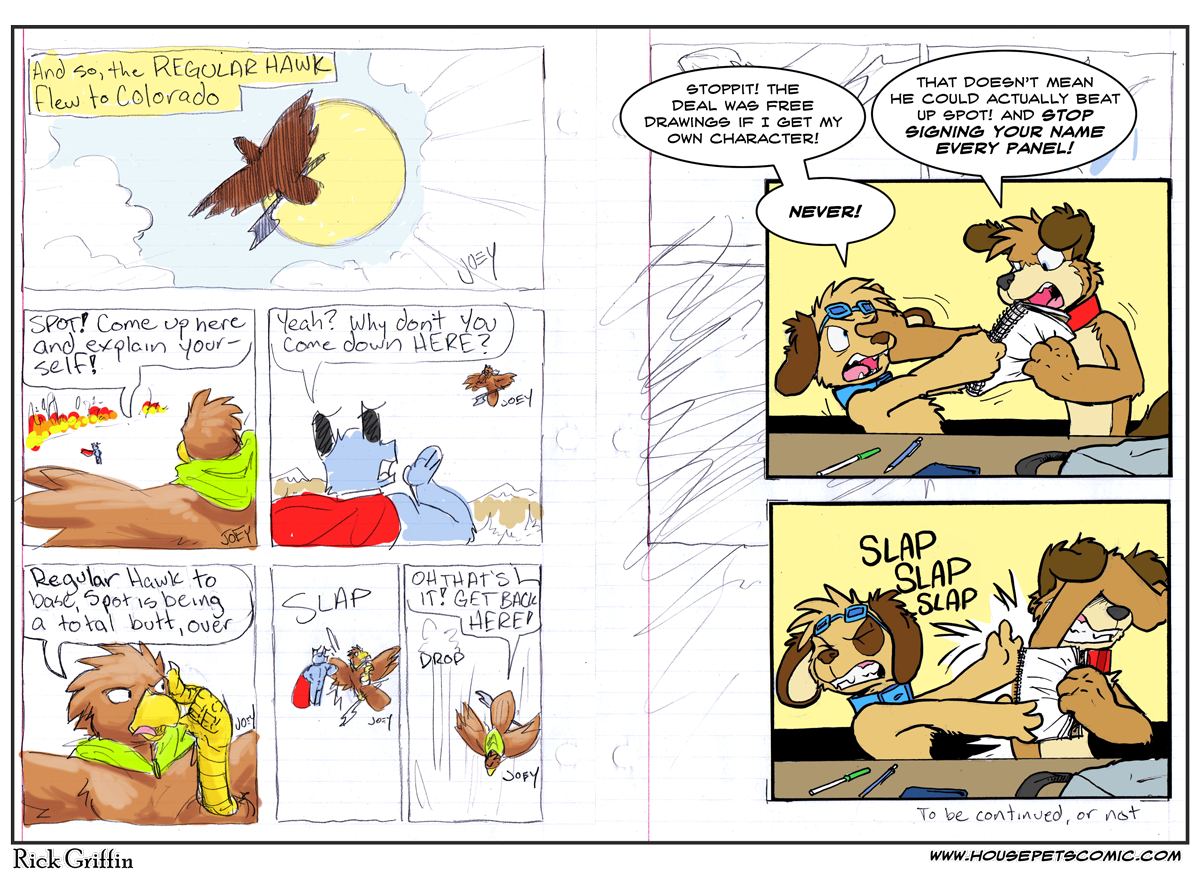 And so, the REGULAR HAWK
flew to Colorado
JOEY
SPOT! Come up here
and explain your-
self!
JOEY
Yeah? Why don't you
come down HERE?
JOEY
Regular Hawk to
base, Spot is being
a total butt, over
JOEY
SLAP
JOEY
OH THAT'S
IT! GET BACK
HERE!
DROP
JOEY
STOPPIT! THE
DEAL WAS FREE
DRAWINGS IF I GET MY
OWN CHARACTER!
THAT DOESN'T MEAN
HE COULD ACTUALLY BEAT
UP SPOT! AND STOP
SIGNING YOUR NAME
EVERY PANEL!
NEVER!
SLAP
SLAP
SLAP
To be continued, or not
Rick Griffin
WWW.HOUSEPETSCOMIC.COM